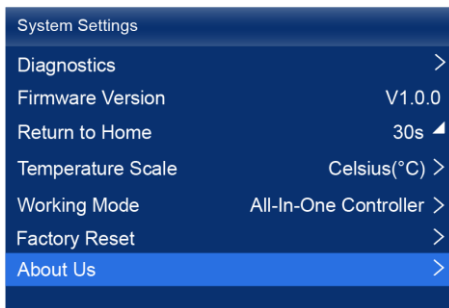 System Settings
Diagnostics >
Firmware Version V1.0.0
Return to Home 30s
Temperature Scale Celsius(°C) >
Working Mode All-In-One Controller >
Factory Reset >
About Us >